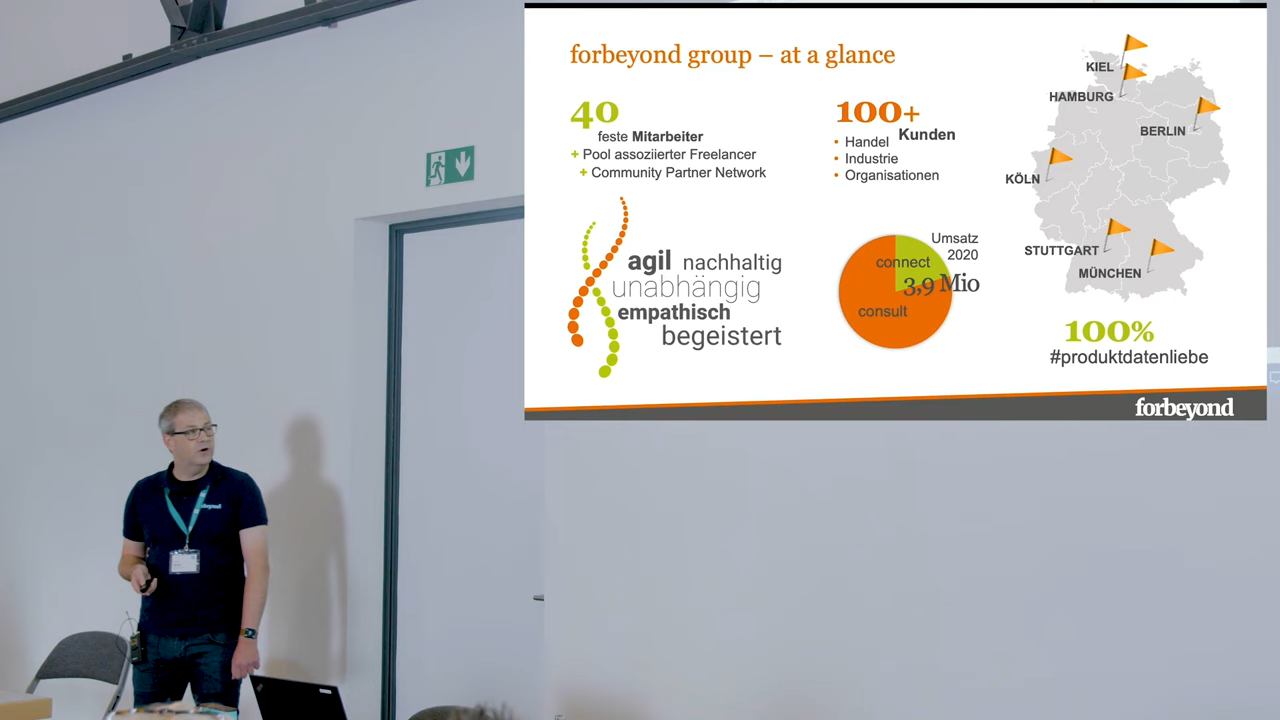 forbeyond group – at a glance
40
feste Mitarbeiter
+ Pool assoziierter Freelancer
+ Community Partner Network
100+
Kunden
• Handel
• Industrie
• Organisationen
agil nachhaltig
unabhängig
empathisch
begeistert
Umsatz
2020
connect
3,9 Mio
consult
KIEL
HAMBURG
BERLIN
KÖLN
STUTTGART
MÜNCHEN
100%
#produktdatenliebe
forbeyond